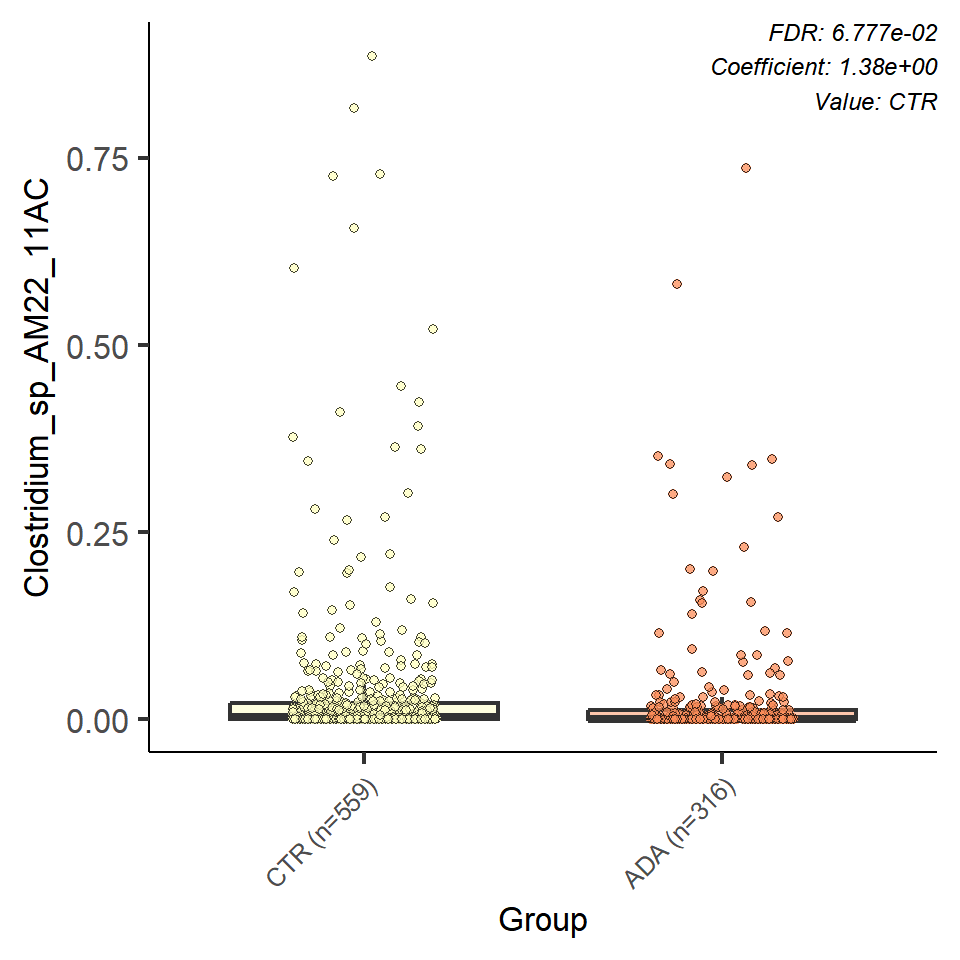 FDR: 6.777e-02
Coefficient: 1.38e+00
Value: CTR
Clostridium_sp_AM22_11AC
0.75
0.50
0.25
0.00
CTR (n=559)
ADA (n=316)
Group